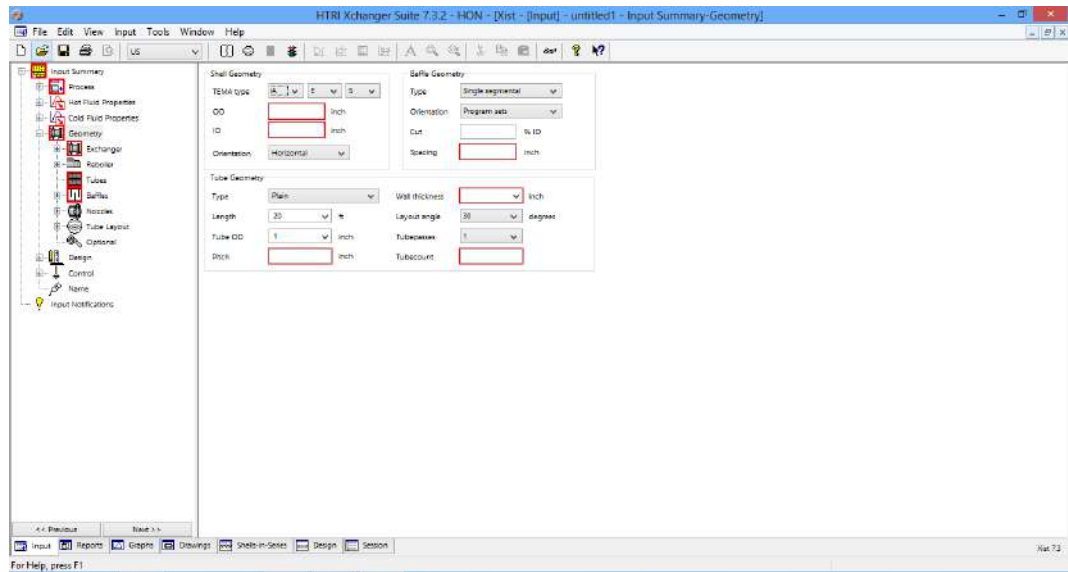 HTRI Xchanger Suite 7.3.2 - HON - [Xist - [Input] - untitled1 - Input Summary-Geometry]
File Edit View Input Tools Window Help
US
Input Summary
Process
Hot Fluid Properties
Cold Fluid Properties
Geometry
Exchanger
Reboiler
Tubes
Baffles
Nozzles
Tube Layout
Optional
Design
Control
Name
Input Notifications
Shell Geometry
TEMA type A E S
OD inch
ID inch
Orientation Horizontal
Baffle Geometry
Type Single segmental
Orientation Program sets
Cut % ID
Spacing inch
Tube Geometry
Type Plain
Length 20 ft
Tube OD 1 inch
Pitch inch
Wall thickness inch
Layout angle 30 degrees
Tubepasses 1
Tubecount
<< Previous Next >>
Input Reports Graphs Drawings Shells-in-Series Design Session
Xist 7.3
For Help, press F1